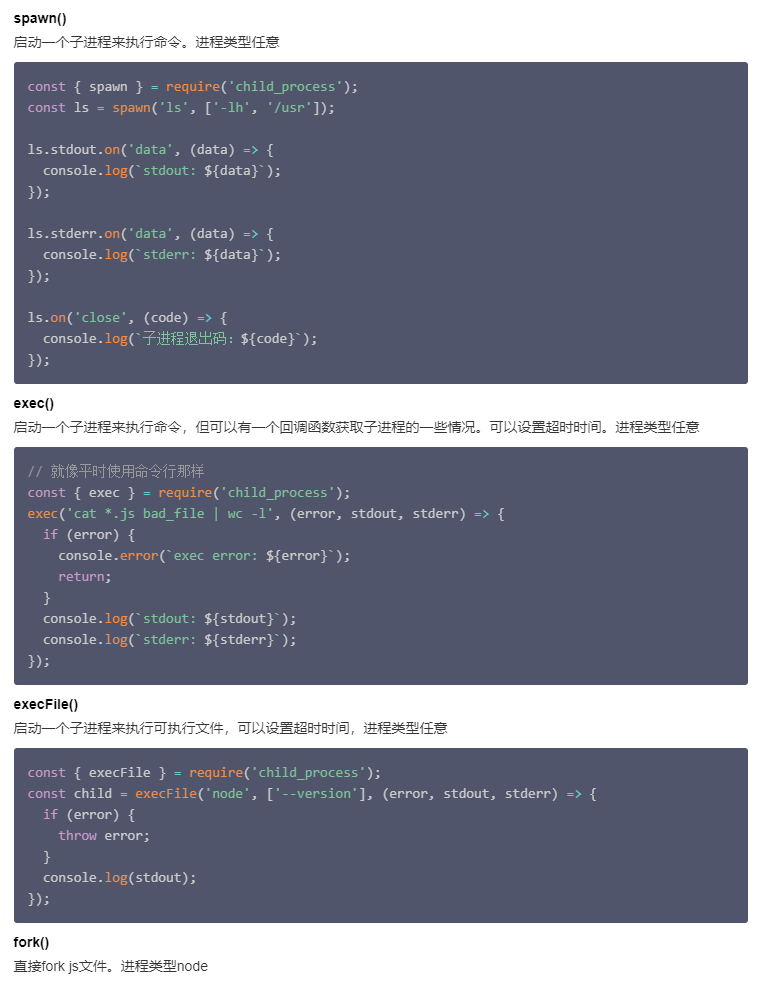 spawn()
启动一个子进程来执行命令。进程类型任意
const { spawn } = require('child_process');
const ls = spawn('ls', ['-lh', '/usr']);
ls.stdout.on('data', (data) => {
  console.log(`stdout: ${data}`);
});
ls.stderr.on('data', (data) => {
  console.log(`stderr: ${data}`);
});
ls.on('close', (code) => {
  console.log(`子进程退出码：${code}`);
});
exec()
启动一个子进程来执行命令，但可以有一个回调函数获取子进程的一些情况。可以设置超时时间。进程类型任意
// 就像平时使用命令行那样
const { exec } = require('child_process');
exec('cat *.js bad_file | wc -l', (error, stdout, stderr) => {
  if (error) {
    console.error(`exec error: ${error}`);
    return;
  }
  console.log(`stdout: ${stdout}`);
  console.log(`stderr: ${stderr}`);
});
execFile()
启动一个子进程来执行可执行文件，可以设置超时时间，进程类型任意
const { execFile } = require('child_process');
const child = execFile('node', ['--version'], (error, stdout, stderr) => {
  if (error) {
    throw error;
  }
  console.log(stdout);
});
fork()
直接fork js文件。进程类型node